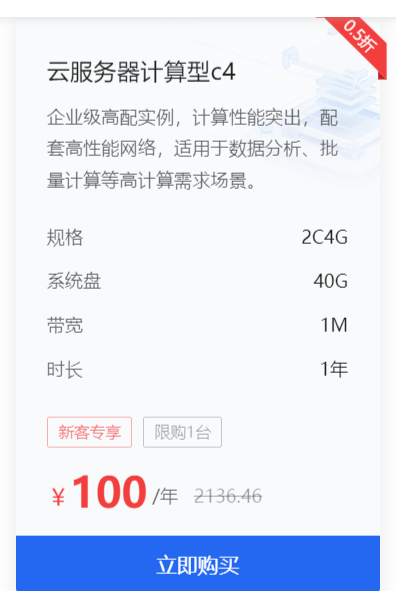 0.5折
云服务器计算型c4
企业级高配实例，计算性能突出，配
套高性能网络，适用于数据分析、批
量计算等高计算需求场景。
规格 2C4G
系统盘 40G
带宽 1M
时长 1年
新客专享 限购1台
￥100/年 2136.46
立即购买